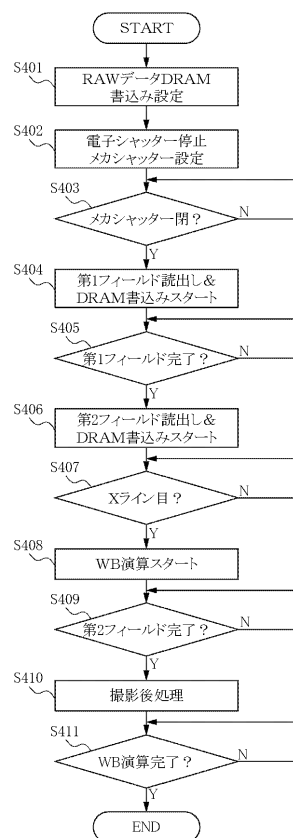 START
S401
RAWデータDRAM
書込み設定
S402
電子シャッター停止
メカシャッター設定
S403
メカシャッター閉？
N
Y
S404
第1フィールド読出し＆
DRAM書込みスタート
S405
第1フィールド完了？
N
Y
S406
第2フィールド読出し＆
DRAM書込みスタート
S407
Xライン目？
N
Y
S408
WB演算スタート
S409
第2フィールド完了？
N
Y
S410
撮影後処理
S411
WB演算完了？
N
Y
END